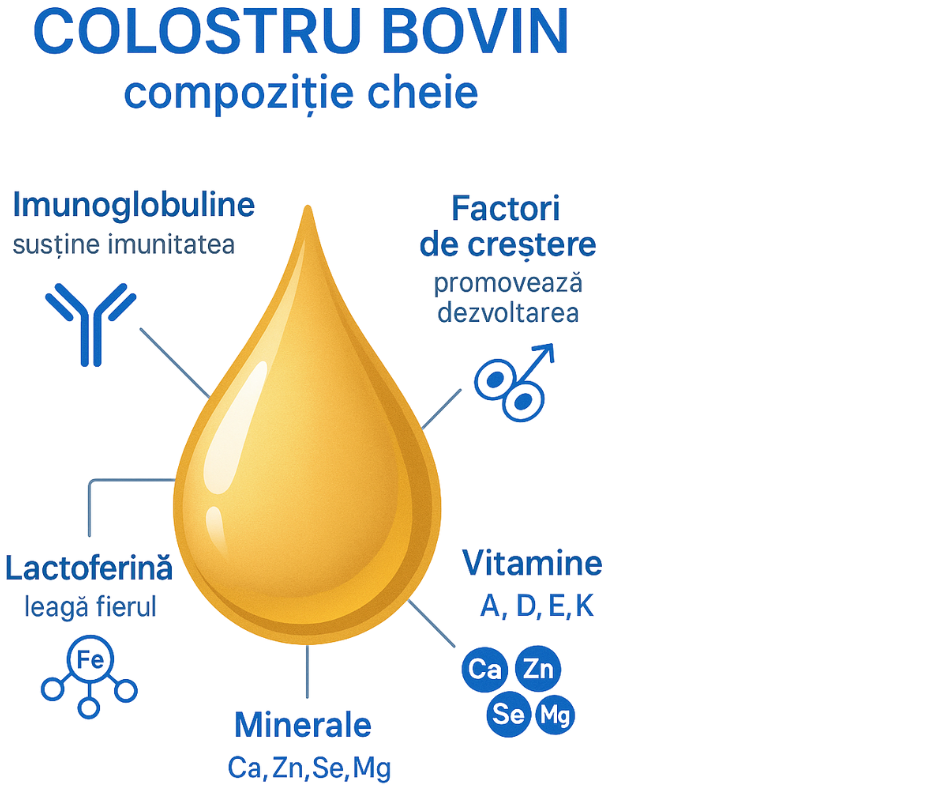 COLOSTRU BOVIN
compoziție cheie
Imunoglobuline
susține imunitatea
Factori
de creștere
promovează
dezvoltarea
Lactoferină
leagă fierul
Fe
Vitamine
A, D, E, K
Ca Zn
Se Mg
Minerale
Ca, Zn, Se, Mg